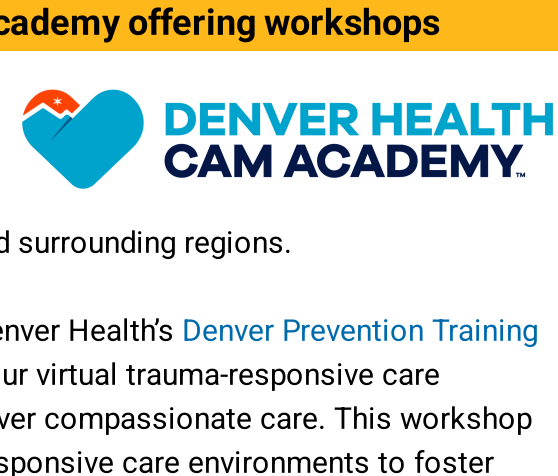 cademy offering workshops
DENVER HEALTH
CAM ACADEMY™
d surrounding regions.
enver Health’s Denver Prevention Training
ur virtual trauma-responsive care
ver compassionate care. This workshop
sponsive care environments to foster